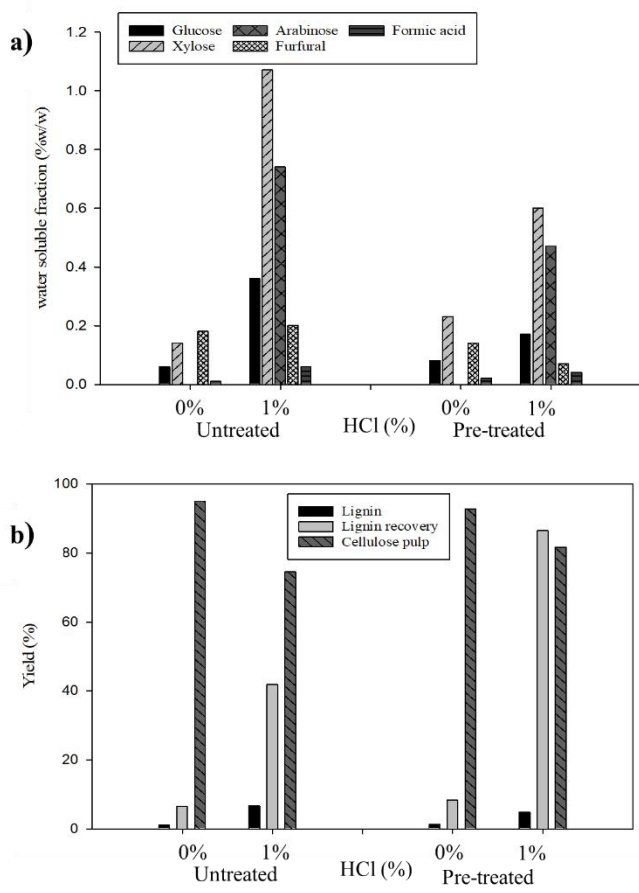 a)
Glucose Arabinose Formic acid
Xylose Furfural
water soluble fraction (%w/w)
1.2
1.0
0.8
0.6
0.4
0.2
0.0
0% 1% 0% 1%
Untreated HCl (%) Pre-treated
b)
Lignin
Lignin recovery
Cellulose pulp
Yield (%)
100
80
60
40
20
0
0% 1% 0% 1%
Untreated HCl (%) Pre-treated